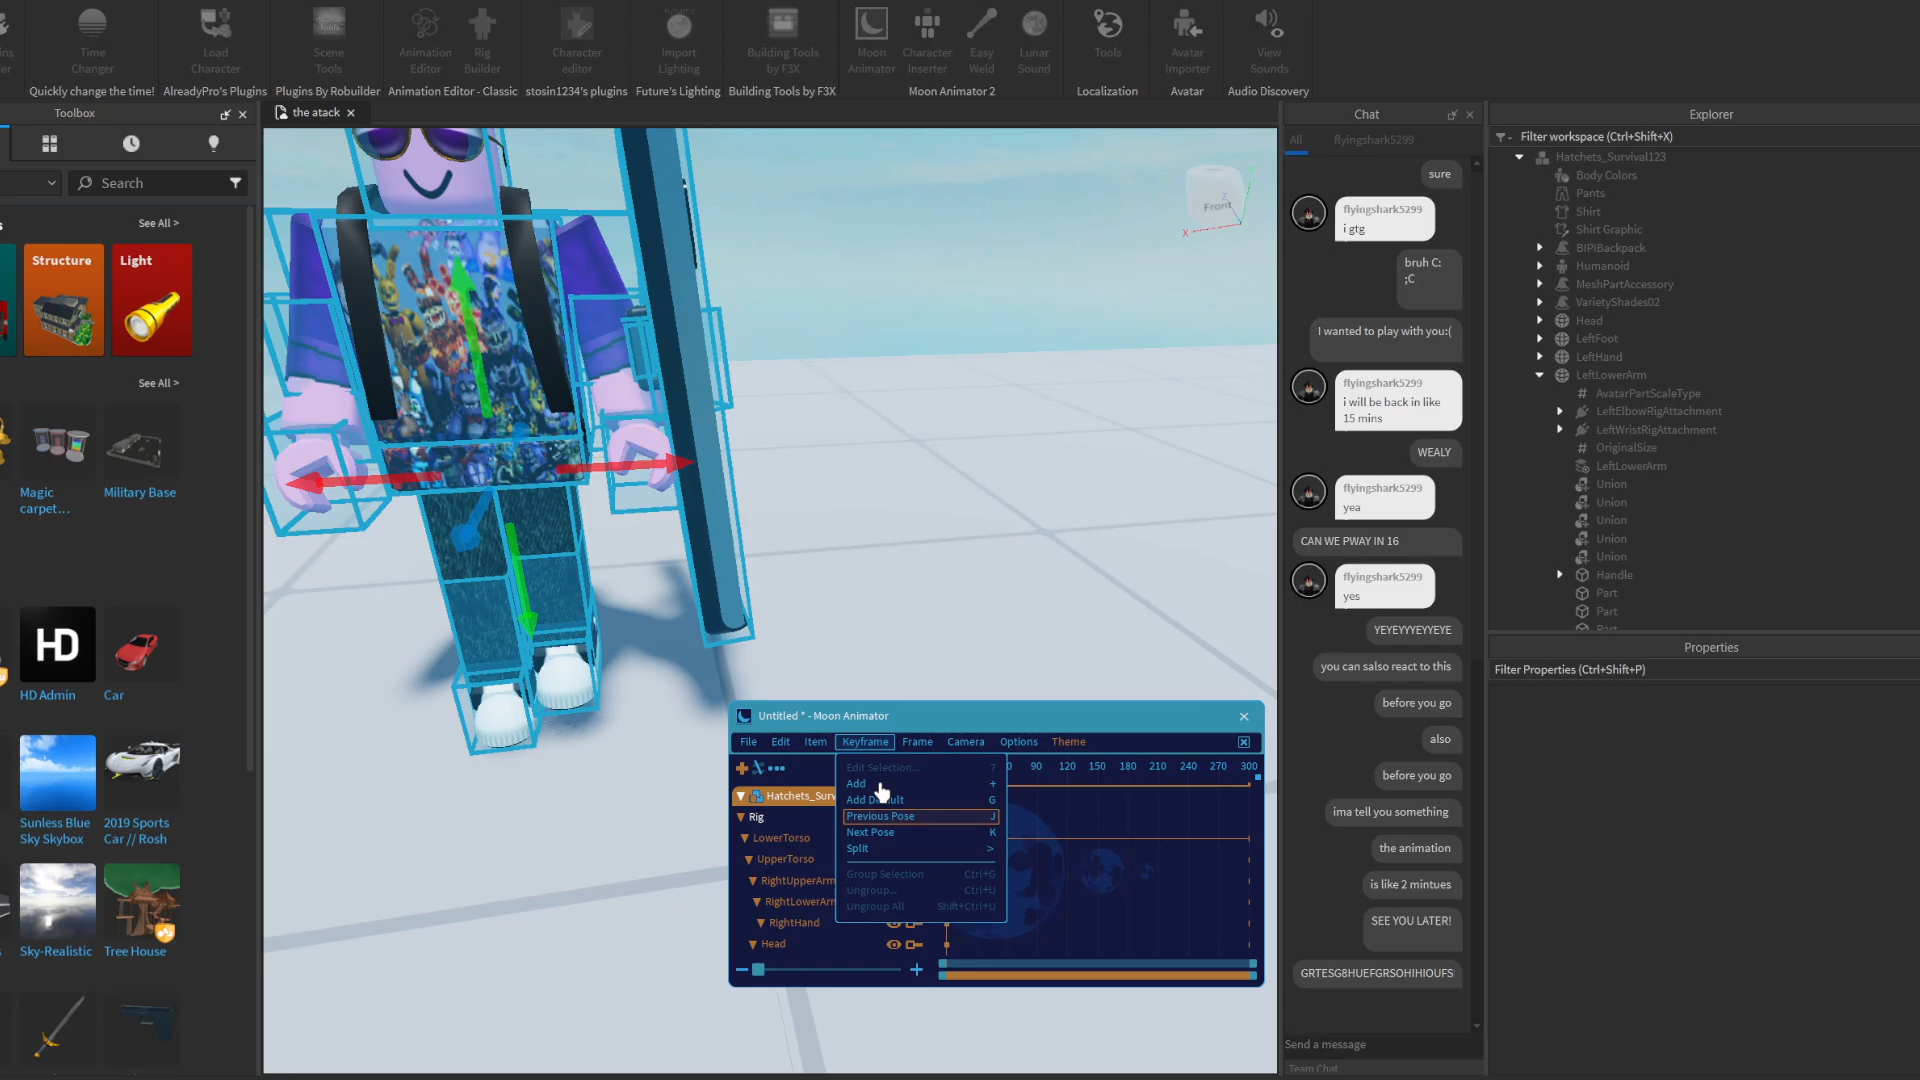 Time
Changer
Load
Character
Scene
Tools
Animation
Editor
Rig
Builder
Character
editor
Import
Lighting
Building Tools
by F3X
Moon
Animator
Character
Inserter
Easy
Weld
Lunar
Sound
Tools
Avatar
Importer
View
Sounds
Quickly change the time!
AlreadyPro's Plugins
Plugins By Robuilder
Animation Editor - Classic
stosin1234's plugins
Future's Lighting
Building Tools by F3X
Moon Animator 2
Localization
Avatar
Audio Discovery
Toolbox
Search
See All >
Structure
Light
See All >
Magic
carpet...
Military Base
HD
HD Admin
Car
Sunless Blue
Sky Skybox
2019 Sports
Car // Rosh
Sky-Realistic
Tree House
the atack
Front
X
Z
Untitled * - Moon Animator
File
Edit
Item
Keyframe
Frame
Camera
Options
Theme
90
120
150
180
210
240
270
300
Hatchets_Surv
Rig
LowerTorso
UpperTorso
RightUpperArm
RightLowerArm
RightHand
Head
Edit Selection... 7
Add +
Add Default G
Previous Pose J
Next Pose K
Split >
Group Selection Ctrl+G
Ungroup... Ctrl+U
Ungroup All Shift+Ctrl+U
Chat
All
flyingshark5299
sure
flyingshark5299
i gtg
bruh C:
;C
I wanted to play with you:(
flyingshark5299
i will be back in like
15 mins
WEALY
flyingshark5299
yea
CAN WE PWAY IN 16
flyingshark5299
yes
YEYEYYYEYYEYE
you can salso react to this
before you go
also
before you go
ima tell you something
the animation
is like 2 mintues
SEE YOU LATER!
GRTESG8HUEFGRSOHIHIOUFS
Send a message
Team Chat
Explorer
Filter workspace (Ctrl+Shift+X)
Hatchets_Survival123
Body Colors
Pants
Shirt
Shirt Graphic
BIPIBackpack
Humanoid
MeshPartAccessory
VarietyShades02
Head
LeftFoot
LeftHand
LeftLowerArm
AvatarPartScaleType
LeftElbowRigAttachment
LeftWristRigAttachment
OriginalSize
LeftLowerArm
Union
Union
Union
Union
Union
Handle
Part
Part
Part
Properties
Filter Properties (Ctrl+Shift+P)